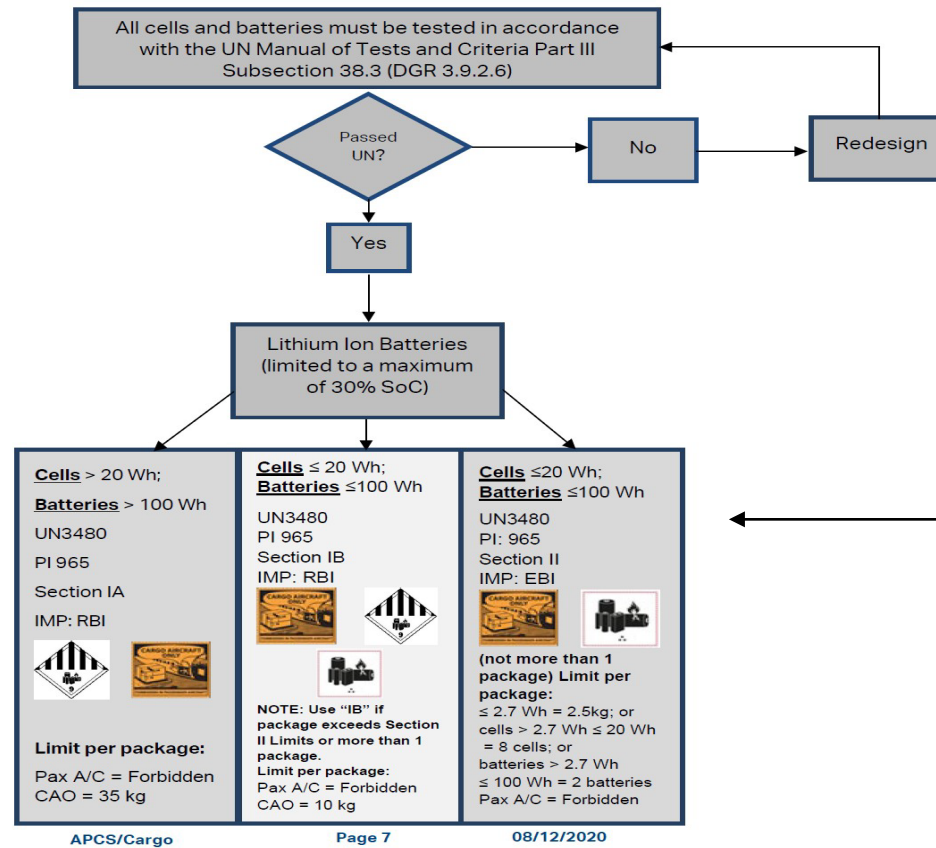 All cells and batteries must be tested in accordance
with the UN Manual of Tests and Criteria Part III
Subsection 38.3 (DGR 3.9.2.6)
Passed
UN?
No
Redesign
Yes
Lithium Ion Batteries
(limited to a maximum
of 30% SoC)
Cells > 20 Wh;
Batteries > 100 Wh
UN3480
PI 965
Section IA
IMP: RBI
9
CARGO AIRCRAFT
ONLY
Limit per package:
Pax A/C = Forbidden
CAO = 35 kg
Cells ≤ 20 Wh;
Batteries ≤100 Wh
UN3480
PI 965
Section IB
IMP: RBI
CARGO AIRCRAFT
ONLY
9
NOTE: Use “IB” if
package exceeds Section
II Limits or more than 1
package.
Limit per package:
Pax A/C = Forbidden
CAO = 10 kg
Cells ≤20 Wh;
Batteries ≤100 Wh
UN3480
PI: 965
Section II
IMP: EBI
CARGO AIRCRAFT
ONLY
(not more than 1
package) Limit per
package:
≤ 2.7 Wh = 2.5kg; or
cells > 2.7 Wh ≤ 20 Wh
= 8 cells; or
batteries > 2.7 Wh
≤ 100 Wh = 2 batteries
Pax A/C = Forbidden
APCS/Cargo
Page 7
08/12/2020